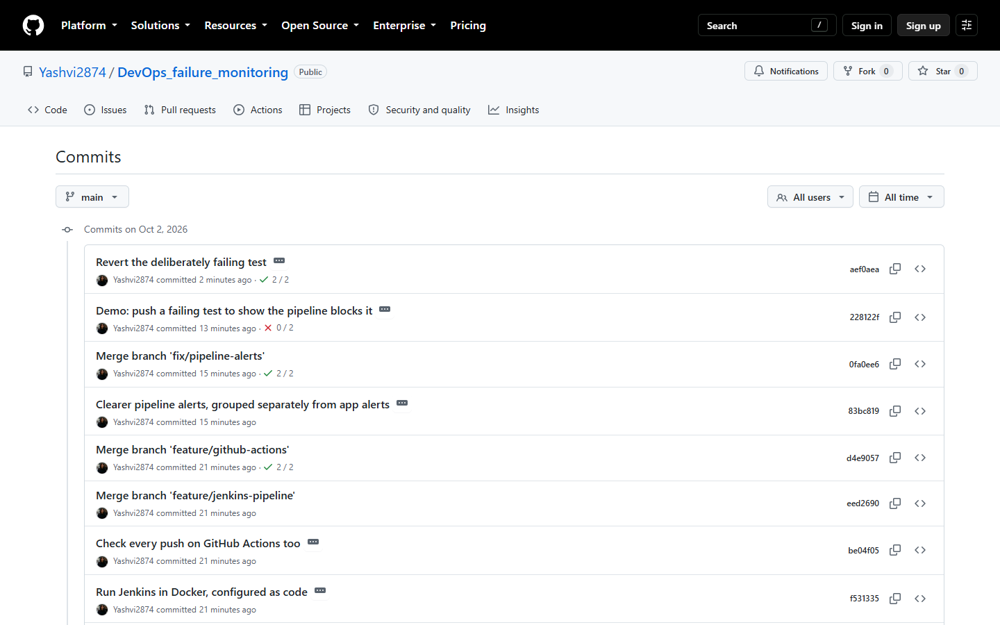 Platform Solutions Resources Open Source Enterprise Pricing Search / Sign in Sign up
Yashvi2874 / DevOps_failure_monitoring Public Notifications Fork 0 Star 0
Code Issues Pull requests Actions Projects Security and quality Insights
Commits
main All users All time
Commits on Oct 2, 2026
Revert the deliberately failing test
Yashvi2874 committed 2 minutes ago · 2 / 2
aef0aea
Demo: push a failing test to show the pipeline blocks it
Yashvi2874 committed 13 minutes ago · 0 / 2
228122f
Merge branch 'fix/pipeline-alerts'
Yashvi2874 committed 15 minutes ago · 2 / 2
0fa0ee6
Clearer pipeline alerts, grouped separately from app alerts
Yashvi2874 committed 15 minutes ago
83bc819
Merge branch 'feature/github-actions'
Yashvi2874 committed 21 minutes ago · 2 / 2
d4e9057
Merge branch 'feature/jenkins-pipeline'
Yashvi2874 committed 21 minutes ago
eed2690
Check every push on GitHub Actions too
Yashvi2874 committed 21 minutes ago
be04f05
Run Jenkins in Docker, configured as code
Yashvi2874 committed 21 minutes ago
f531335